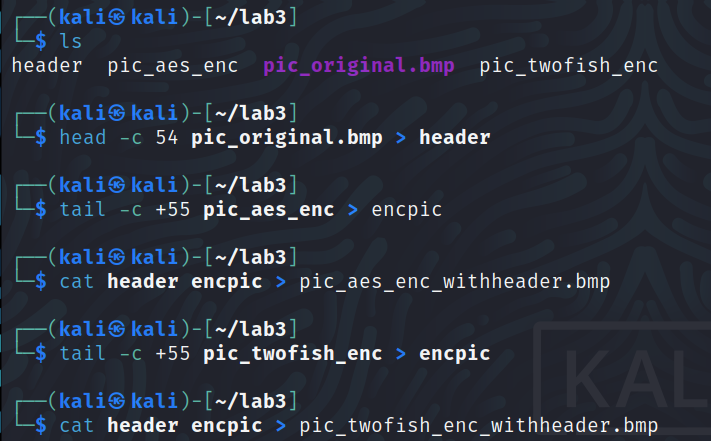 ┌──(kali㉿kali)-[~/lab3]
└─$ ls
header  pic_aes_enc  pic_original.bmp  pic_twofish_enc
┌──(kali㉿kali)-[~/lab3]
└─$ head -c 54 pic_original.bmp > header
┌──(kali㉿kali)-[~/lab3]
└─$ tail -c +55 pic_aes_enc > encpic
┌──(kali㉿kali)-[~/lab3]
└─$ cat header encpic > pic_aes_enc_withheader.bmp
┌──(kali㉿kali)-[~/lab3]
└─$ tail -c +55 pic_twofish_enc > encpic
┌──(kali㉿kali)-[~/lab3]
└─$ cat header encpic > pic_twofish_enc_withheader.bmp
KAL